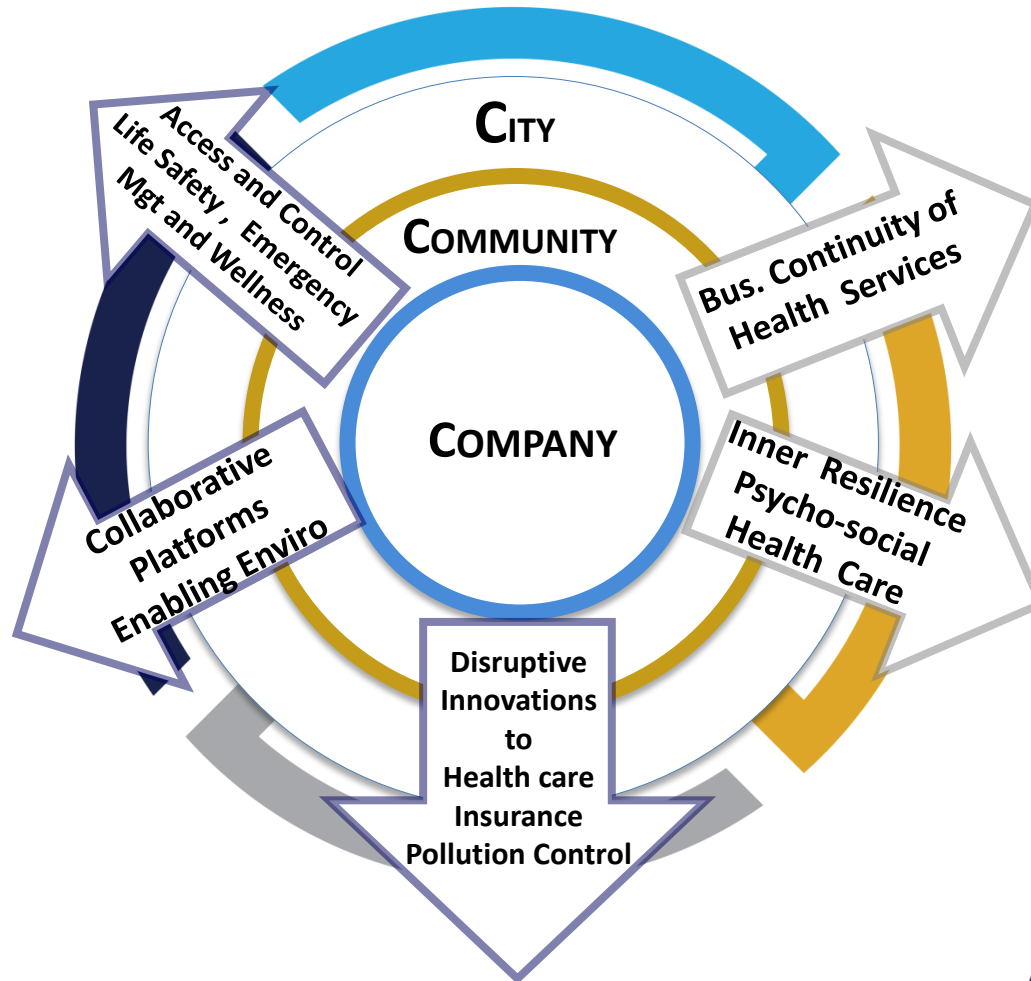 CITY
COMMUNITY
COMPANY
Access and Control
Life Safety , Emergency
Mgt and Wellness
Bus. Continuity of
Health Services
Inner Resilience
Psycho-social
Health Care
Collaborative
Platforms
Enabling Enviro
Disruptive
Innovations
to
Health care
Insurance
Pollution Control